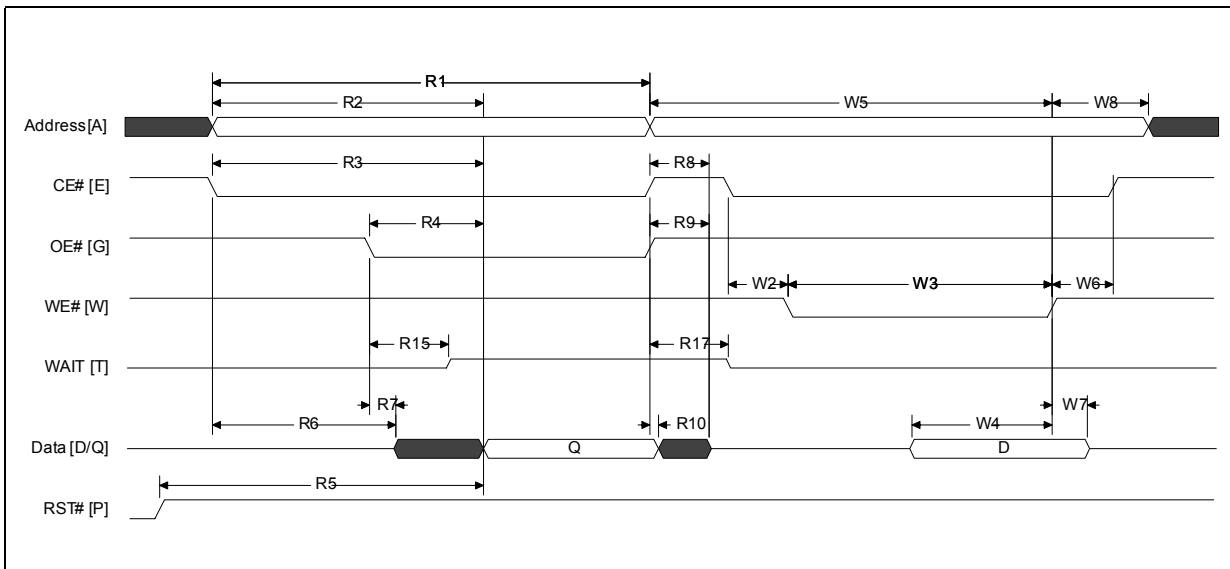 R1
R2
W5
W8
Address[A]
R3
R8
CE# [E]
R4
R9
OE# [G]
W2
W3
W6
WE# [W]
R15
R17
WAIT [T]
R7
W7
R6
R10
W4
Data [D/Q]
Q
D
R5
RST# [P]